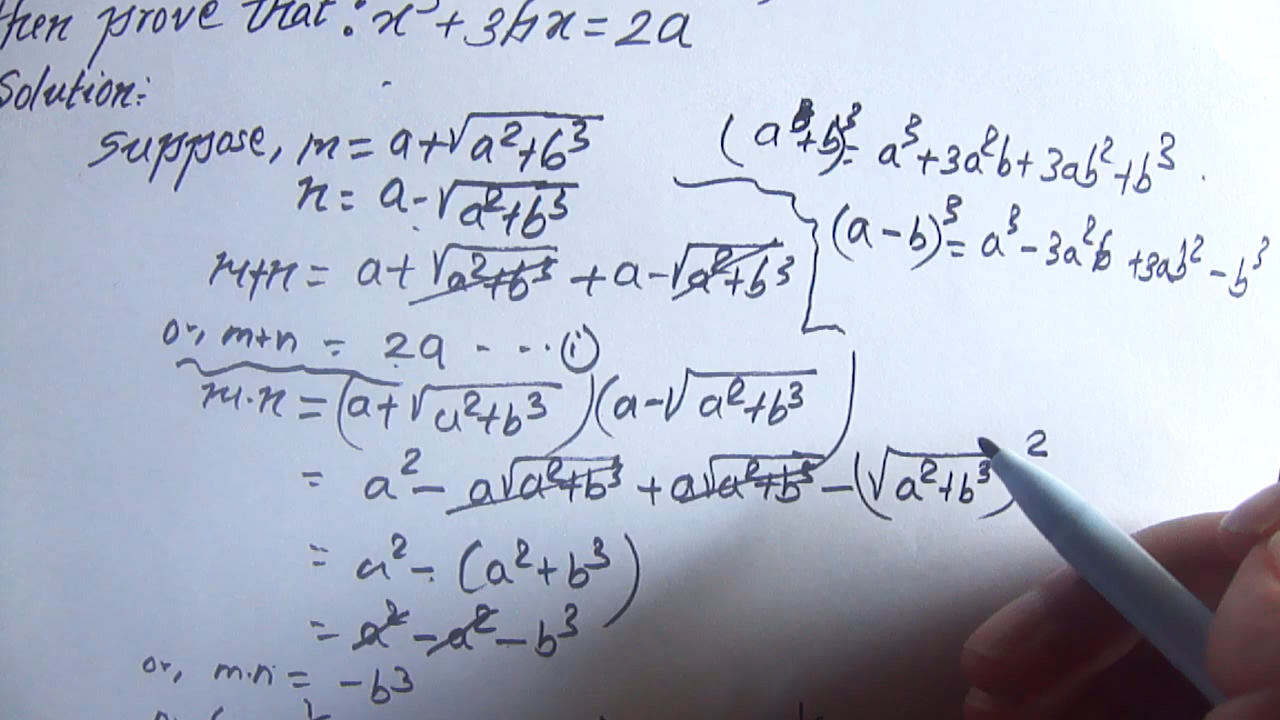 then prove that: x³+3bx=2a
Solution:
suppose, m=a+√a²+b³
n=a-√a²+b³
m+n=a+√a²+b³+a-√a²+b³
or, m+n=2a - - - -(i)
m.n=(a+√a²+b³)(a-√a²+b³)
=a²-a√a²+b³+a√a²+b³-(√a²+b³)²
=a²-(a²+b³)
=a²-a²-b³
or, m.n=-b³
(a+b)³=a³+3a²b+3ab²+b³.
(a-b)³=a³-3a²b+3ab²-b³